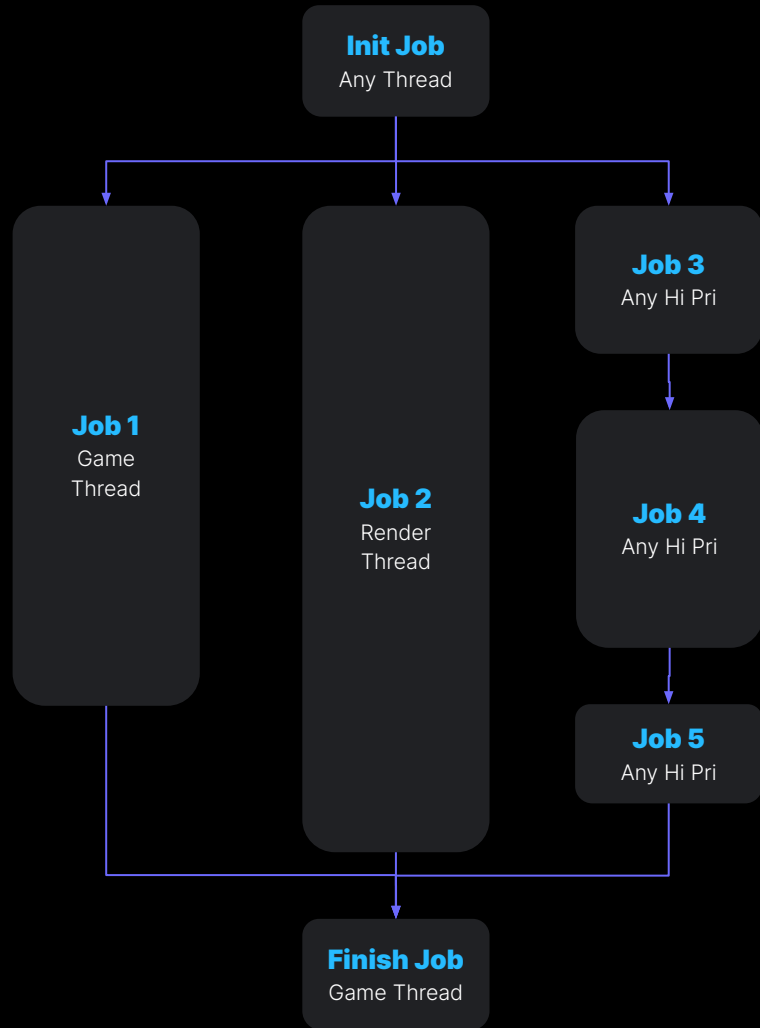 Init Job
Any Thread
Job 1
Game
Thread
Job 2
Render
Thread
Job 3
Any Hi Pri
Job 4
Any Hi Pri
Job 5
Any Hi Pri
Finish Job
Game Thread